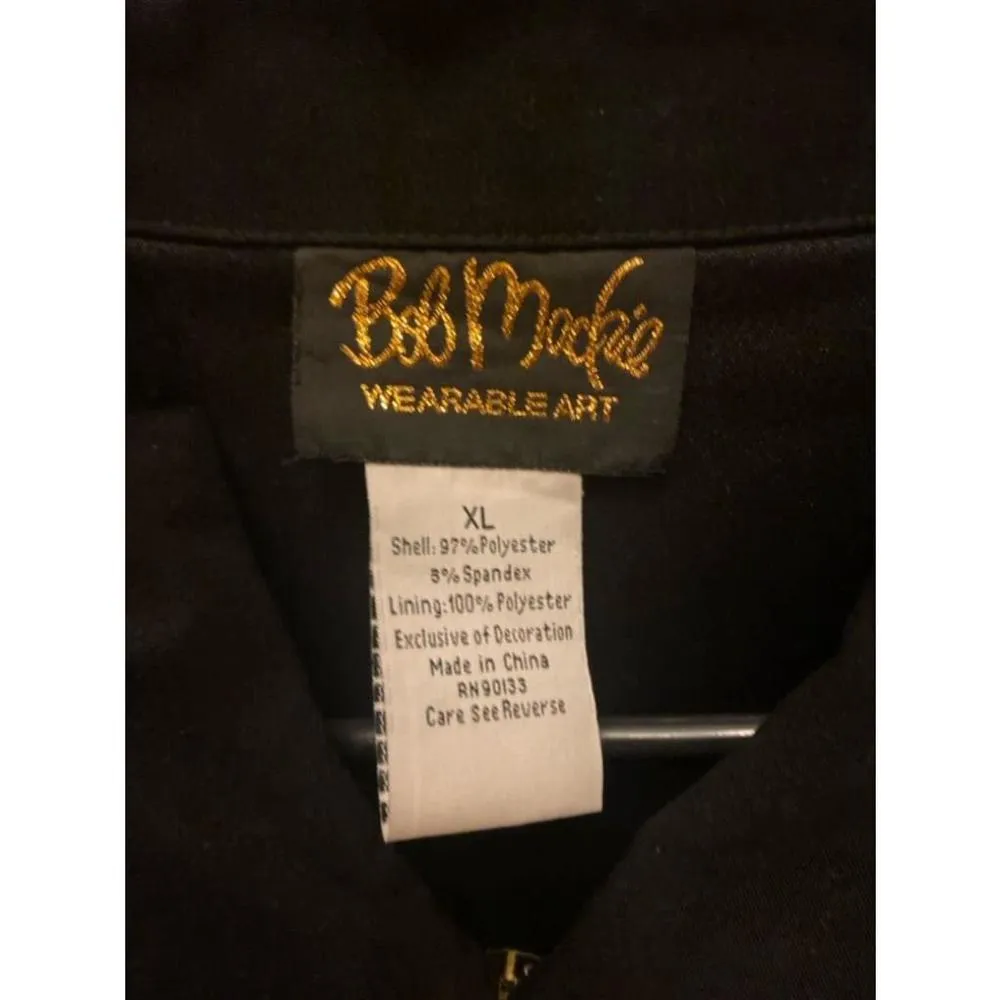 Bob Mackie
WEARABLE ART
XL
Shell: 97% Polyester
3% Spandex
Lining:100% Polyester
Exclusive of Decoration
Made in China
RN90133
Care See Reverse